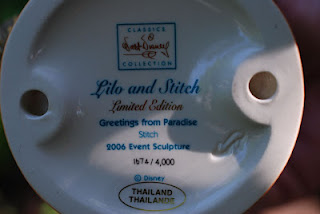 CLASSICS
Walt Disney
COLLECTION
Lilo and Stitch
Limited Edition
Greetings from Paradise
Stitch
2006 Event Sculpture
1674/4,000
© Disney
THAILAND
THAILANDE